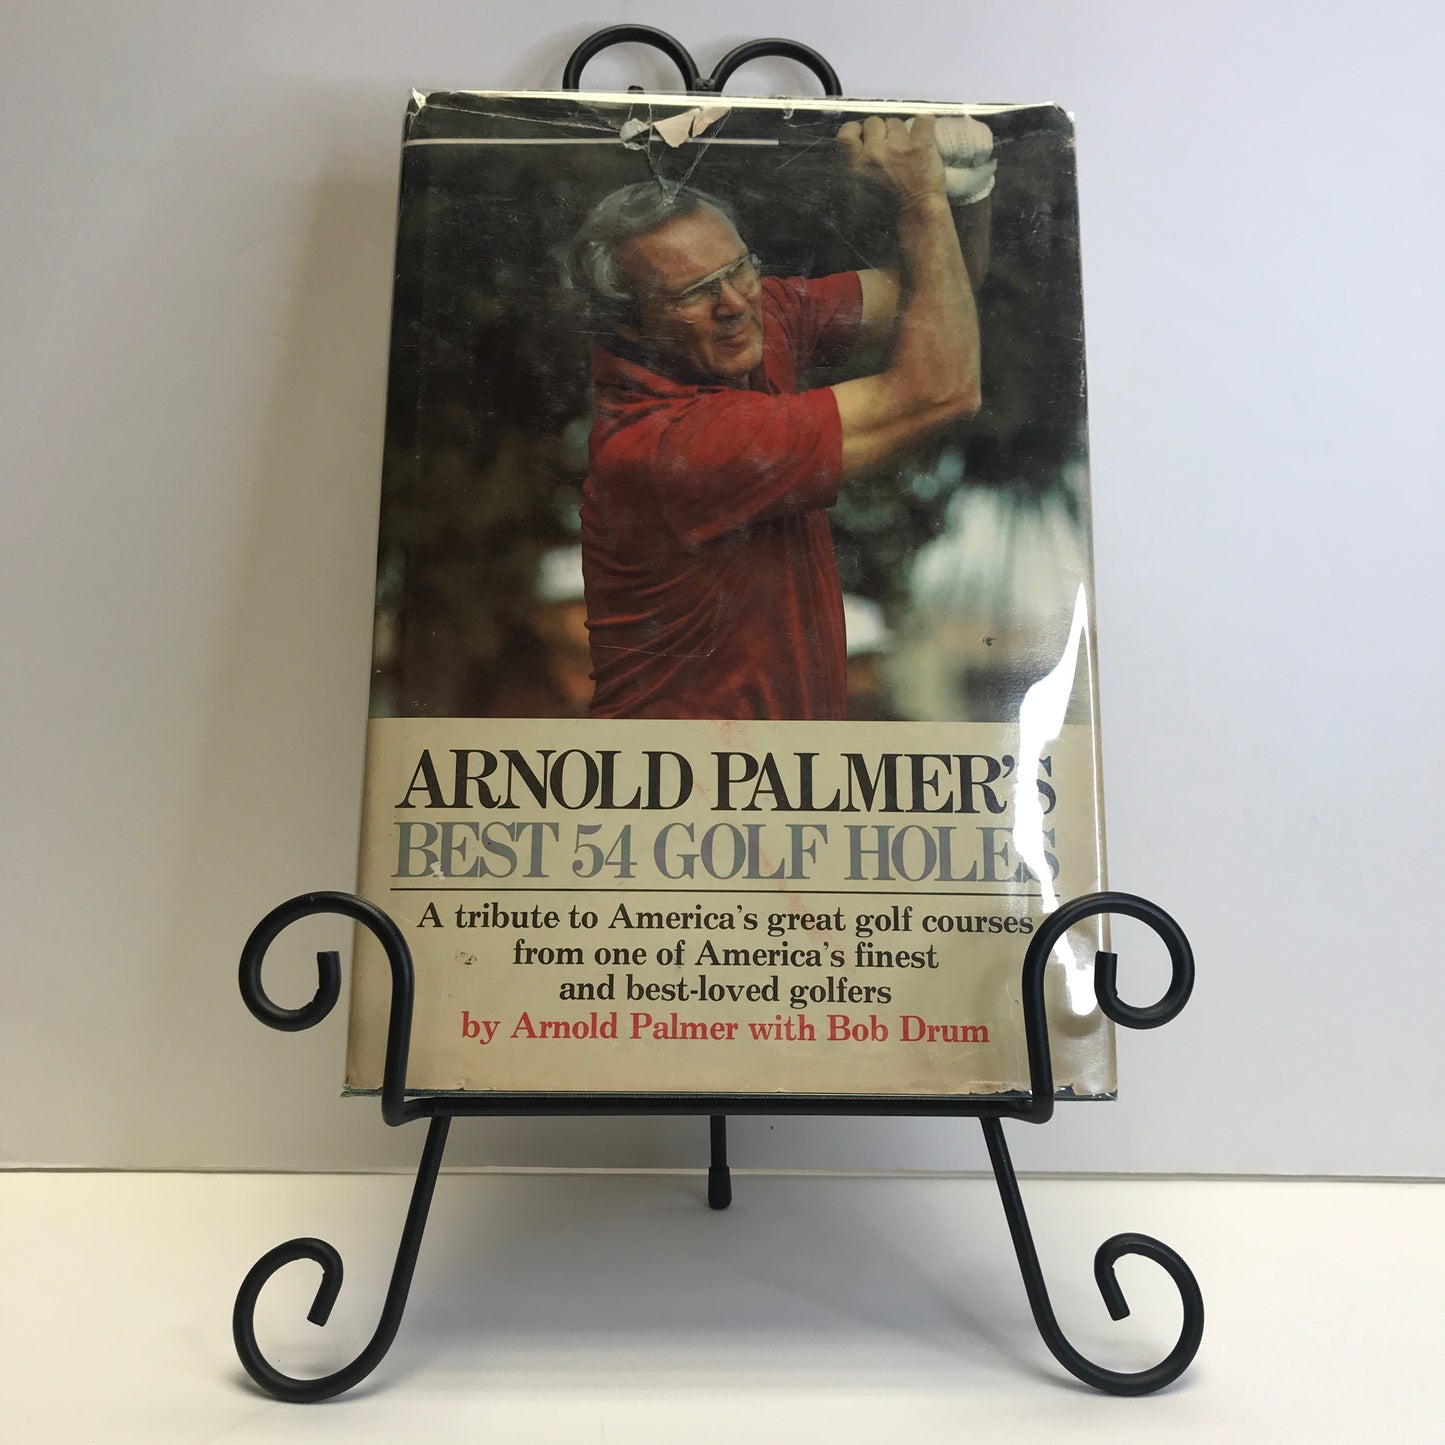 ARNOLD PALMER'S
BEST 54 GOLF HOLES
A tribute to America's great golf courses
from one of America's finest
and best-loved golfers
by Arnold Palmer with Bob Drum